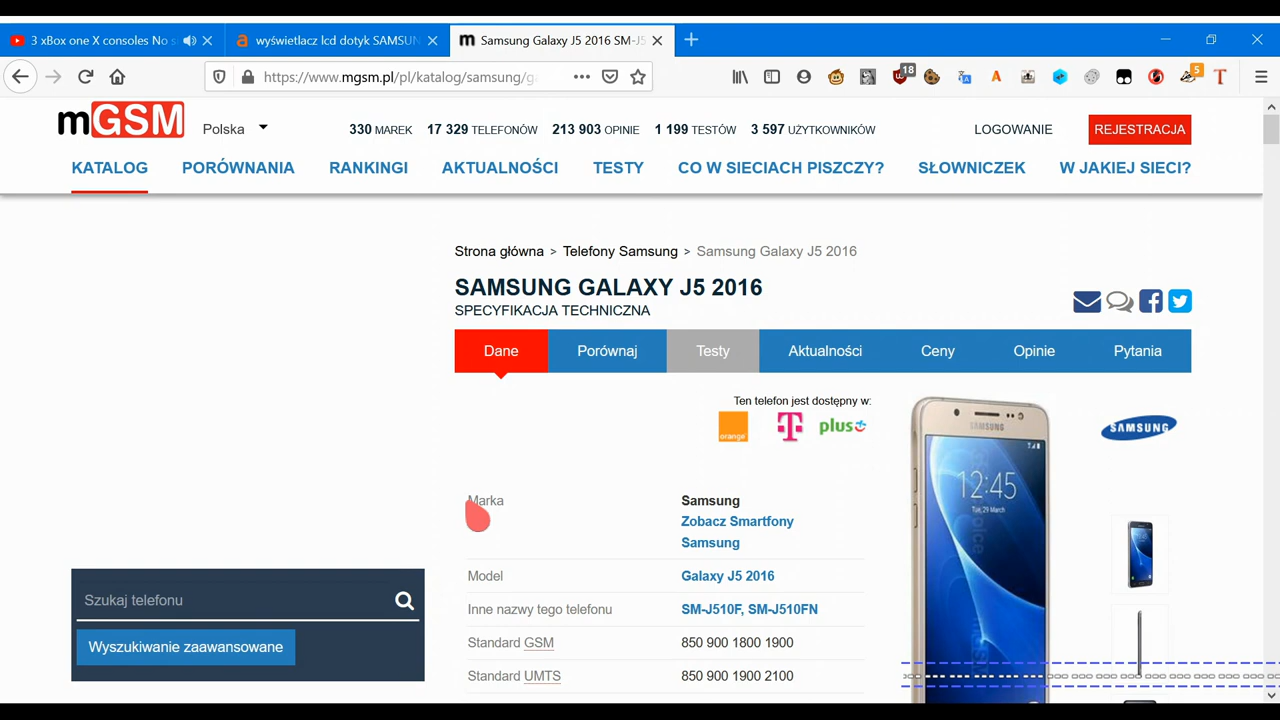 3 xBox one X consoles No s
wyświetlacz lcd dotyk SAMSUN
Samsung Galaxy J5 2016 SM-J5
https://www.mgsm.pl/pl/katalog/samsung/ga
18
5
mGSM
Polska
330 MAREK 17 329 TELEFONÓW 213 903 OPINIE 1 199 TESTÓW 3 597 UŻYTKOWNIKÓW
LOGOWANIE
REJESTRACJA
KATALOG PORÓWNANIA RANKINGI AKTUALNOŚCI TESTY CO W SIECIACH PISZCZY? SŁOWNICZEK W JAKIEJ SIECI?
Strona główna > Telefony Samsung > Samsung Galaxy J5 2016
SAMSUNG GALAXY J5 2016
SPECYFIKACJA TECHNICZNA
Dane Porównaj Testy Aktualności Ceny Opinie Pytania
Ten telefon jest dostępny w:
orange
T
plus
SAMSUNG
SAMSUNG
12:45
Tue, 29 March
Marka Samsung
Zobacz Smartfony
Samsung
Model Galaxy J5 2016
Inne nazwy tego telefonu SM-J510F, SM-J510FN
Standard GSM 850 900 1800 1900
Standard UMTS 850 900 1900 2100
Szukaj telefonu
Wyszukiwanie zaawansowane